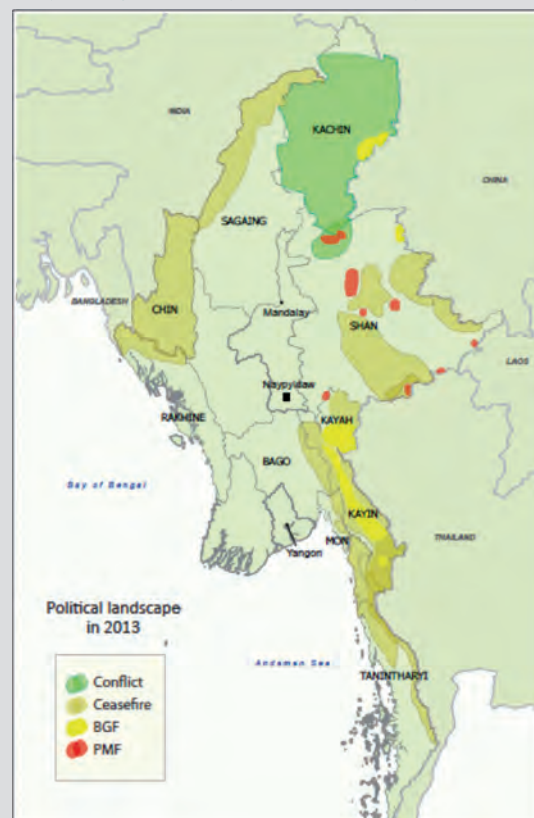 INDIA
KACHIN
CHINA
SAGAING
BANGLADESH
CHIN
Mandalay
SHAN
LAOS
Naypyidaw
RAKHINE
KAYAH
BAGO
Bay of Bengal
KAYIN
THAILAND
MON
Yangon
Political landscape
in 2013
Andaman Sea
TANINTHARYI
Conflict
Ceasefire
BGF
PMF